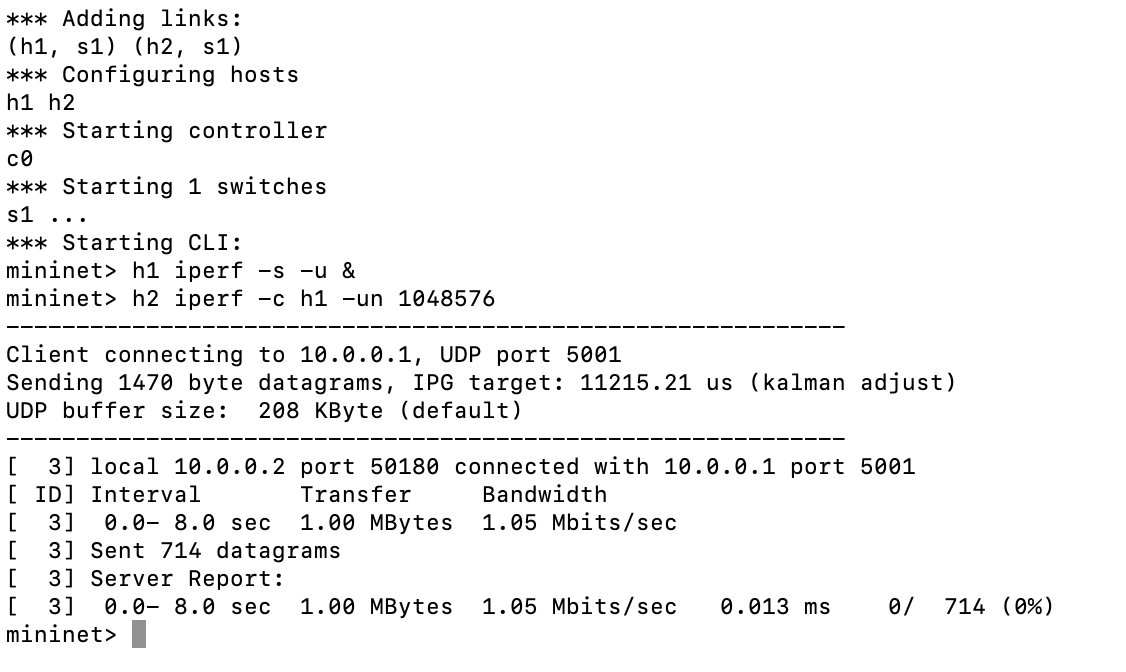 *** Adding links:
(h1, s1) (h2, s1)
*** Configuring hosts
h1 h2
*** Starting controller
c0
*** Starting 1 switches
s1 ...
*** Starting CLI:
mininet> h1 iperf -s -u &
mininet> h2 iperf -c h1 -un 1048576
------------------------------------------------------------
Client connecting to 10.0.0.1, UDP port 5001
Sending 1470 byte datagrams, IPG target: 11215.21 us (kalman adjust)
UDP buffer size:  208 KByte (default)
------------------------------------------------------------
[  3] local 10.0.0.2 port 50180 connected with 10.0.0.1 port 5001
[ ID] Interval       Transfer     Bandwidth
[  3]  0.0- 8.0 sec  1.00 MBytes  1.05 Mbits/sec
[  3] Sent 714 datagrams
[  3] Server Report:
[  3]  0.0- 8.0 sec  1.00 MBytes  1.05 Mbits/sec   0.013 ms    0/  714 (0%)
mininet>